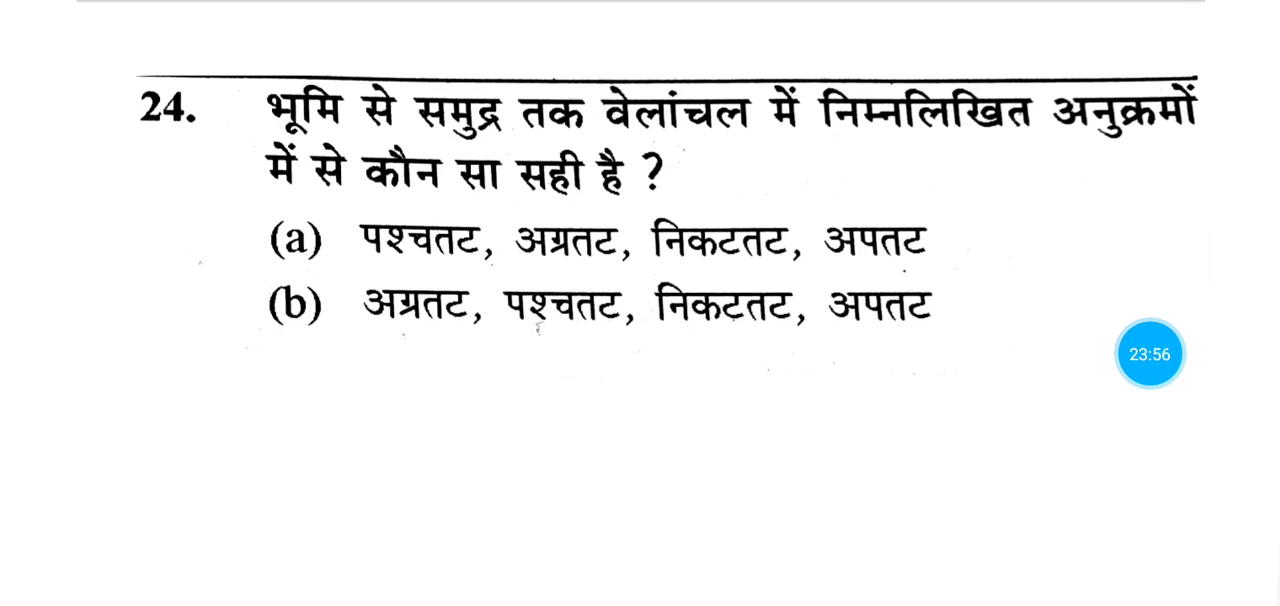 24. भूमि से समुद्र तक वेलांचल में निम्नलिखित अनुक्रमों
में से कौन सा सही है ?
(a) पश्चतट, अग्रतट, निकटतट, अपतट
(b) अग्रतट, पश्चतट, निकटतट, अपतट
23:56